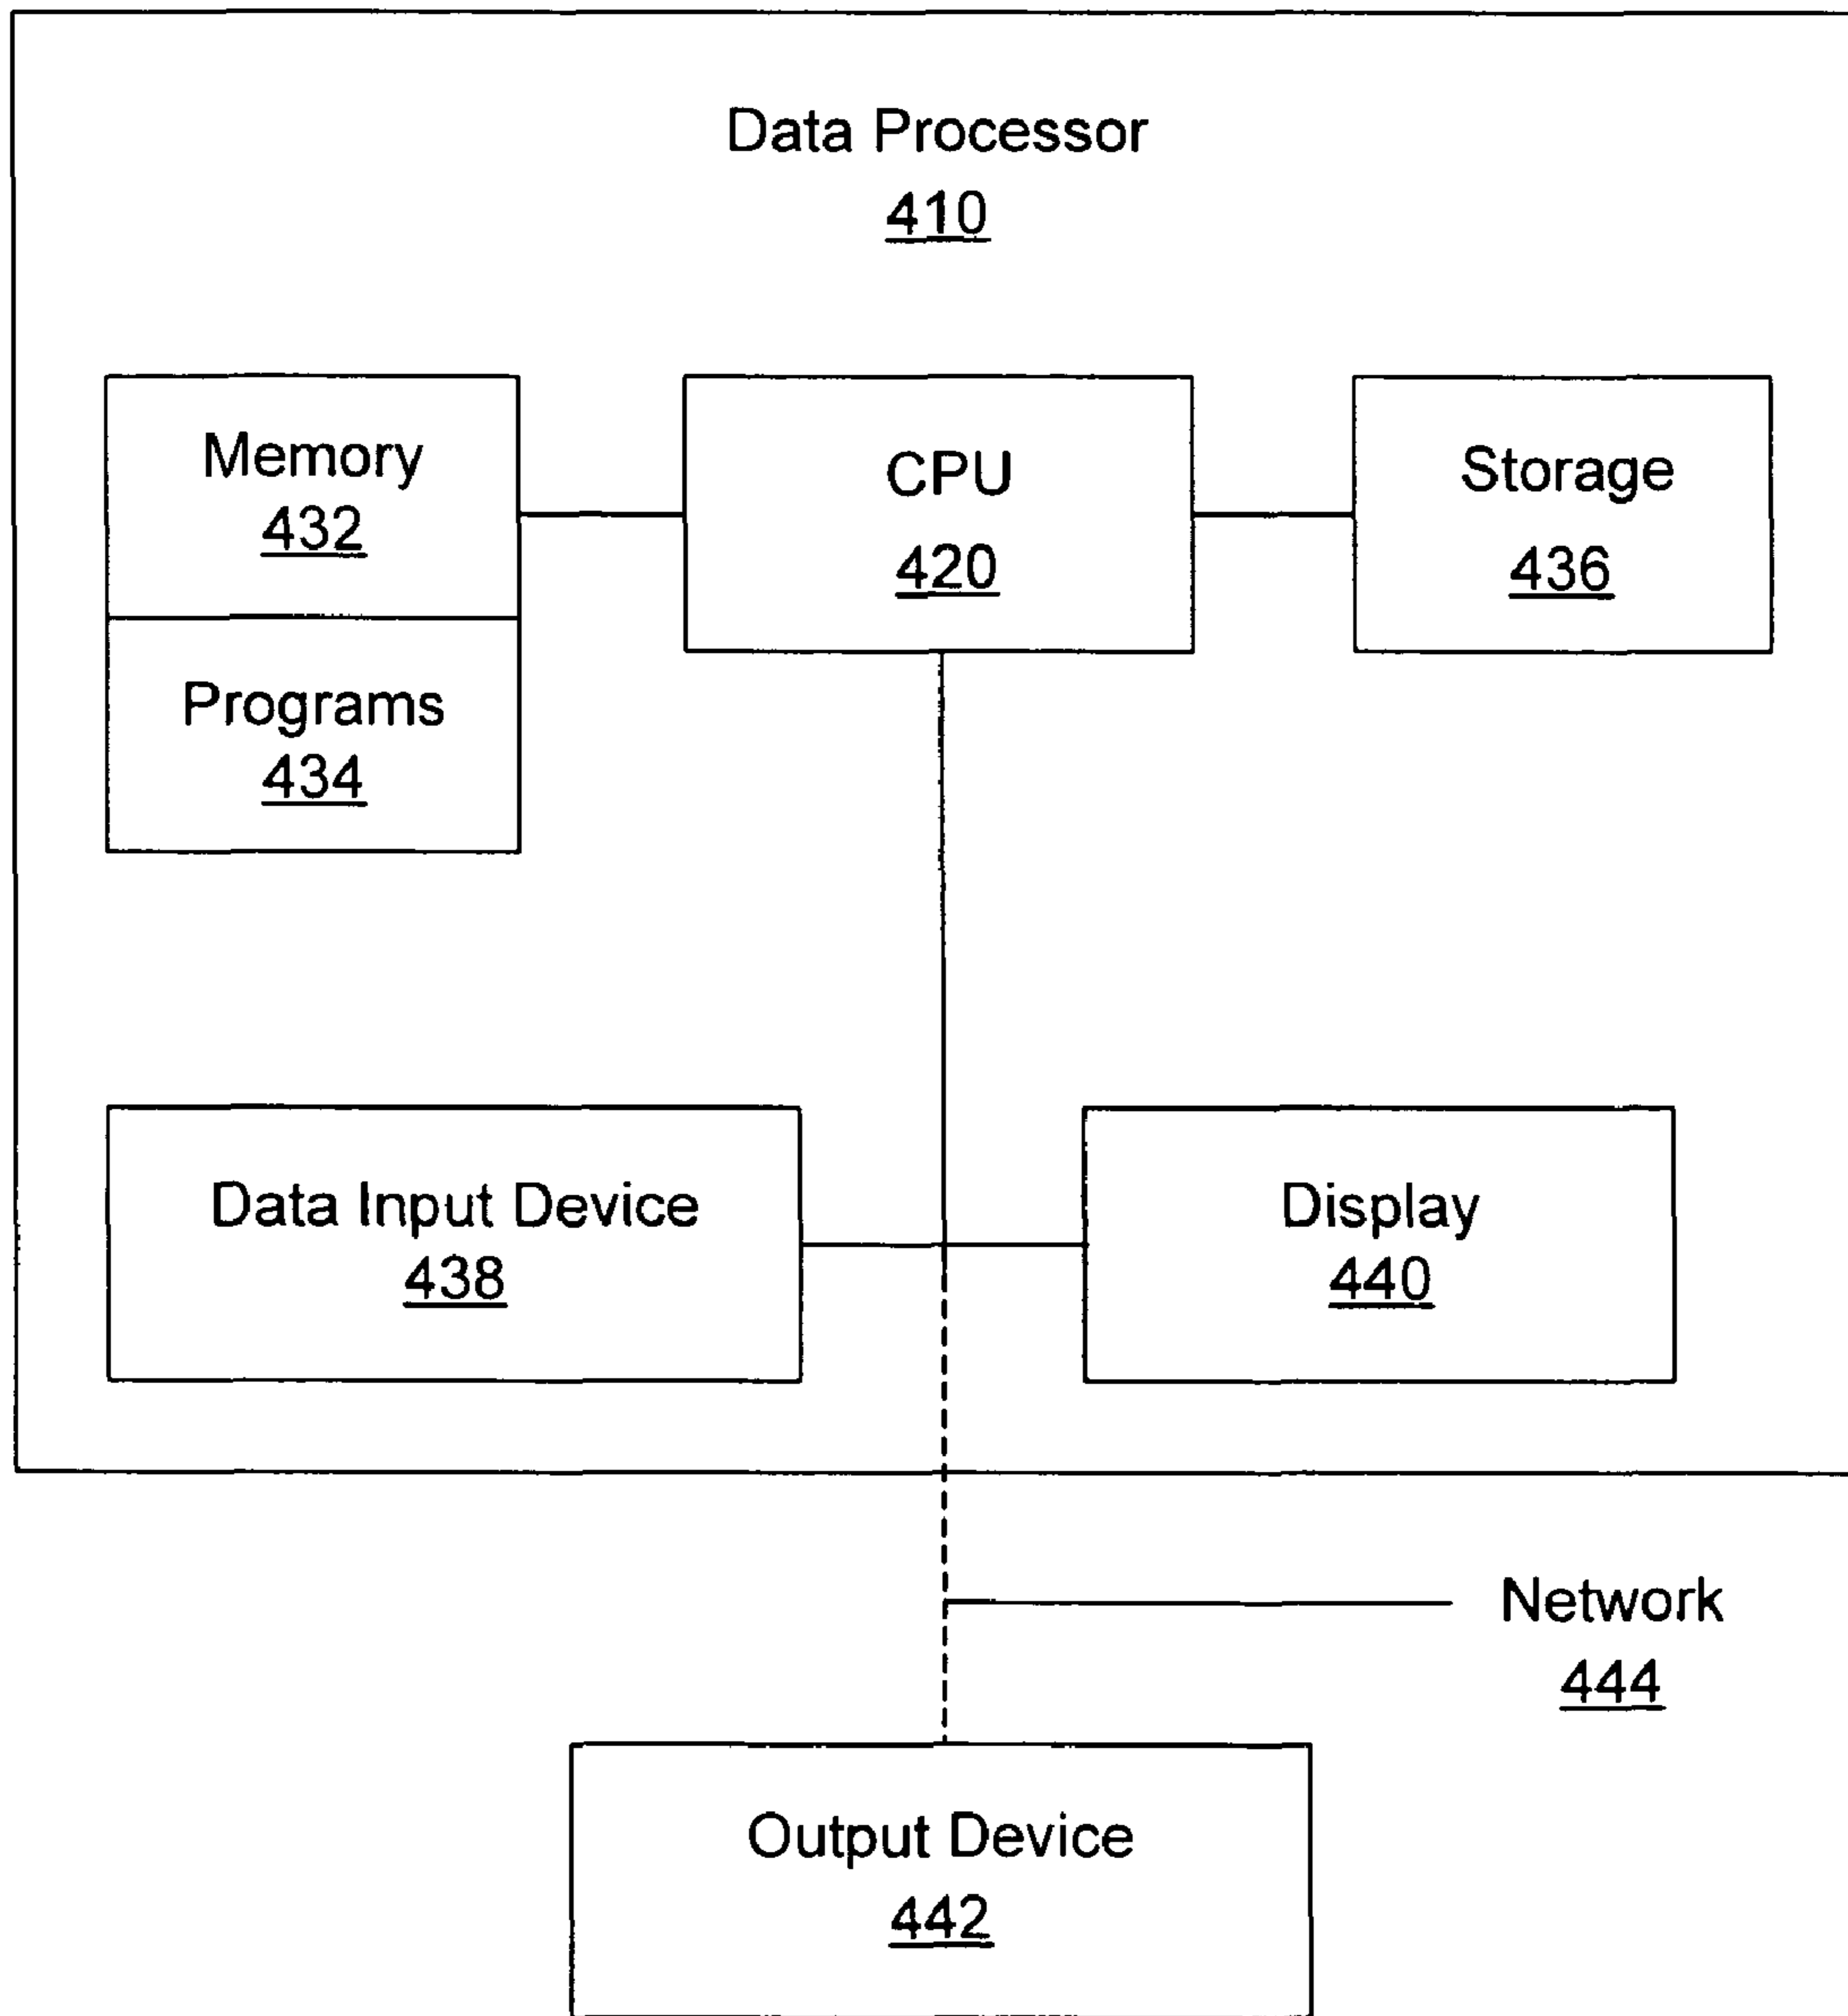 Data Processor
410
Memory
432
CPU
420
Storage
436
Programs
434
Data Input Device
438
Display
440
Network
444
Output Device
442